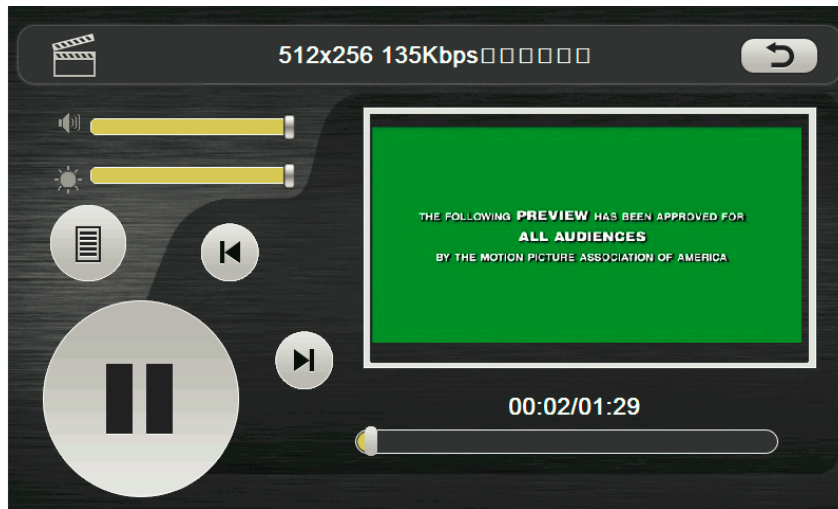 512x256 135Kbps□□□□□□
THE FOLLOWING PREVIEW HAS BEEN APPROVED FOR
ALL AUDIENCES
BY THE MOTION PICTURE ASSOCIATION OF AMERICA
00:02/01:29